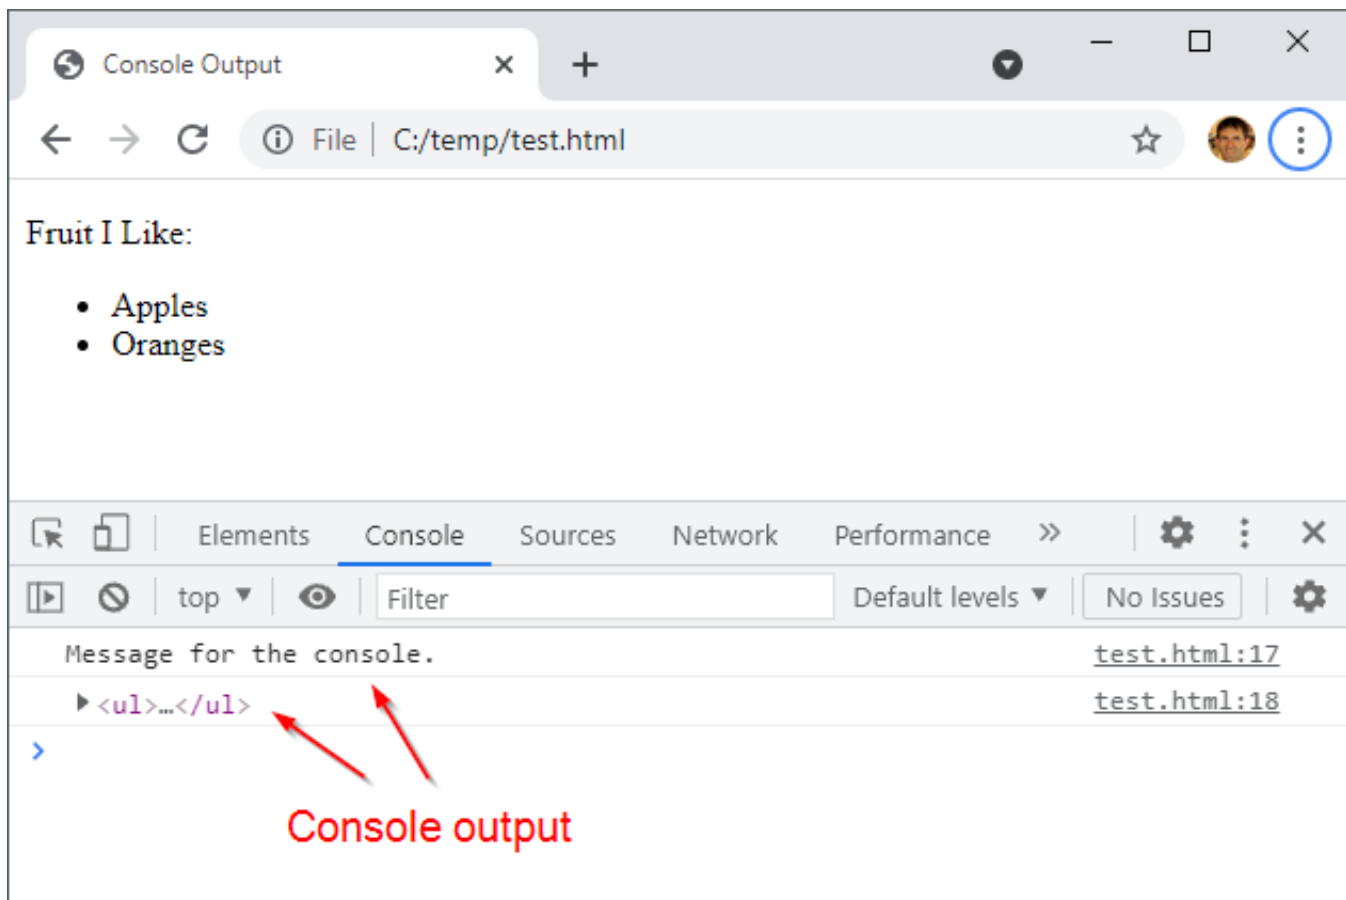 Console Output
File C:/temp/test.html
Fruit I Like:
• Apples
• Oranges
Elements Console Sources Network Performance »
top Filter Default levels No Issues
Message for the console. test.html:17
<ul>…</ul> test.html:18
›
Console output